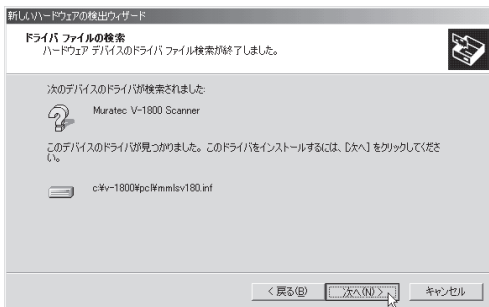 新しいハードウェアの検出ウィザード
ドライバ ファイルの検索
ハードウェア デバイスのドライバ ファイル検索が終了しました。
次のデバイスのドライバが検索されました:
Muratec V-1800 Scanner
このデバイスのドライバが見つかりました。このドライバをインストールするには、[次へ] をクリックしてくださ
い。
c:¥v-1800¥pcl¥mmlsv180.inf
< 戻る(B)
次へ(N) >
キャンセル